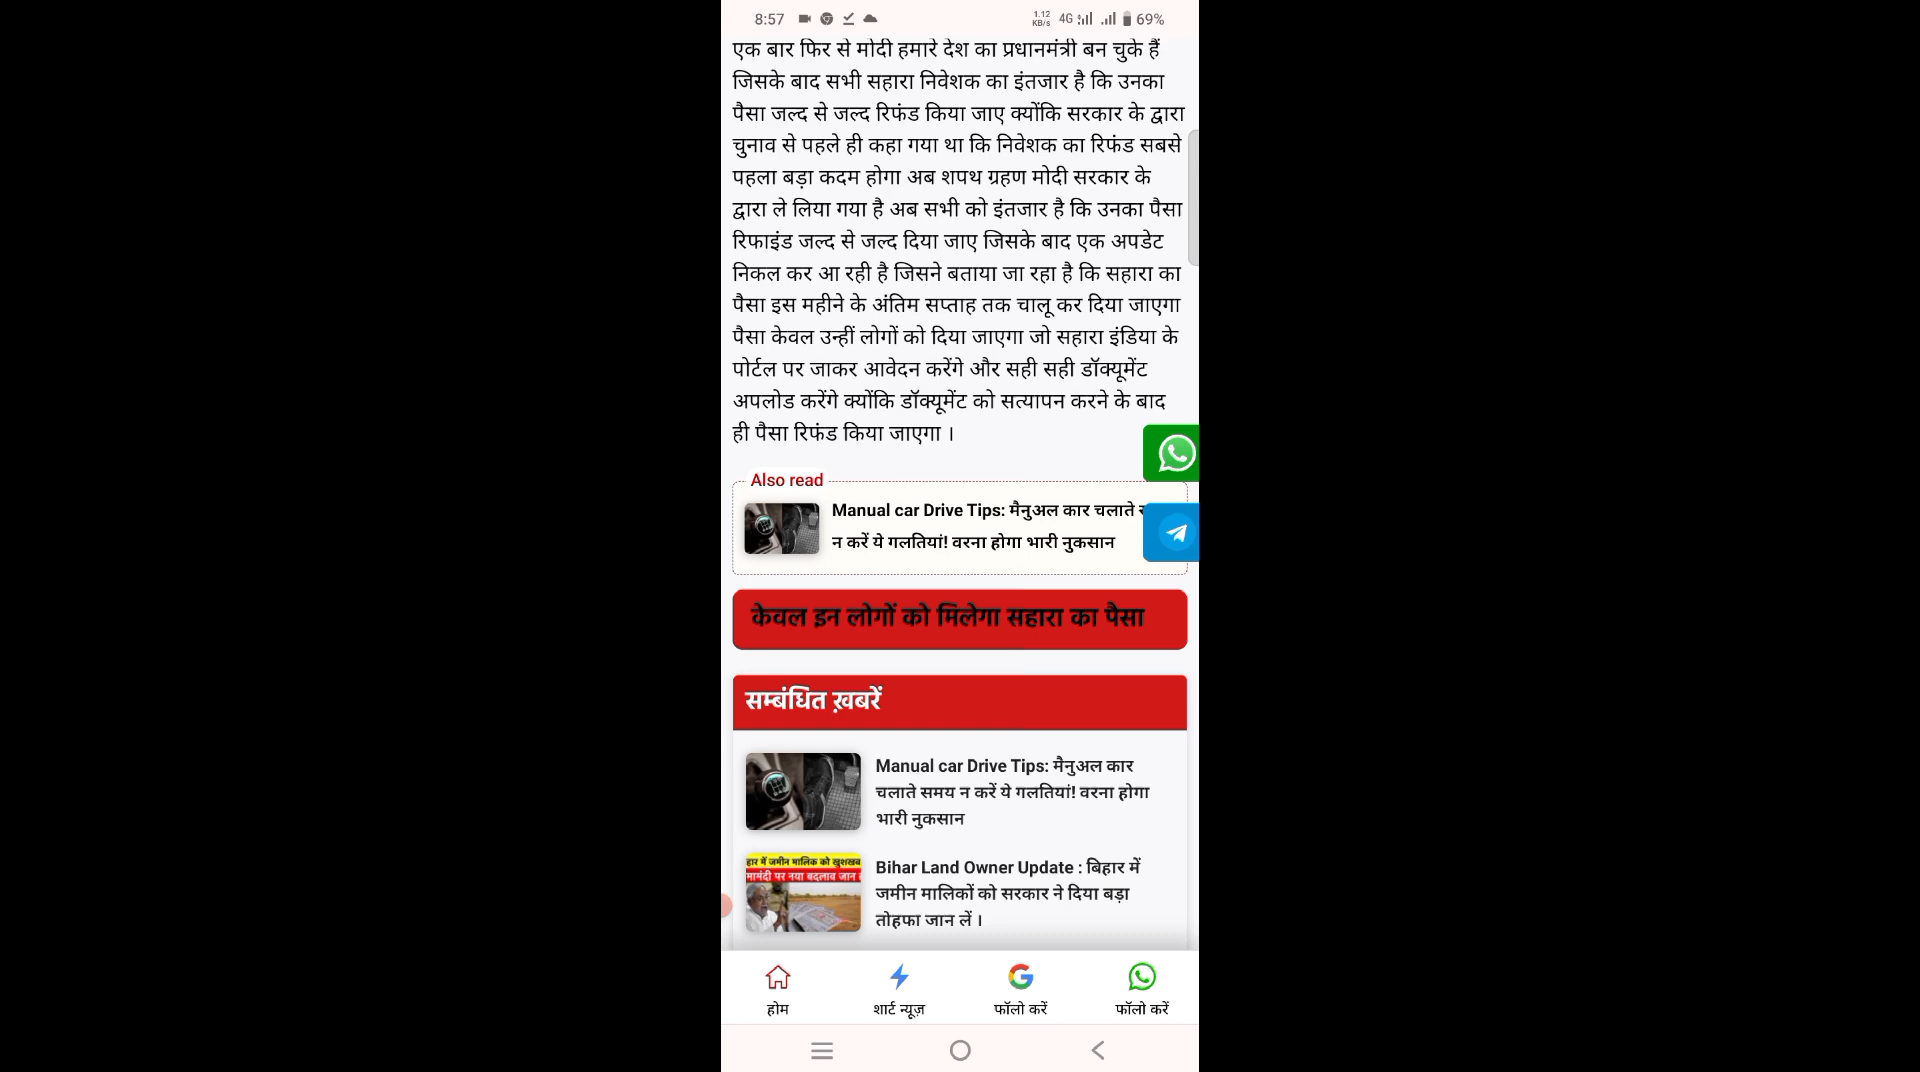 8:57
1.12 KB/s 4G 69%
एक बार फिर से मोदी हमारे देश का प्रधानमंत्री बन चुके हैं
जिसके बाद सभी सहारा निवेशक का इंतजार है कि उनका
पैसा जल्द से जल्द रिफंड किया जाए क्योंकि सरकार के द्वारा
चुनाव से पहले ही कहा गया था कि निवेशक का रिफंड सबसे
पहला बड़ा कदम होगा अब शपथ ग्रहण मोदी सरकार के
द्वारा ले लिया गया है अब सभी को इंतजार है कि उनका पैसा
रिफाइंड जल्द से जल्द दिया जाए जिसके बाद एक अपडेट
निकल कर आ रही है जिसने बताया जा रहा है कि सहारा का
पैसा इस महीने के अंतिम सप्ताह तक चालू कर दिया जाएगा
पैसा केवल उन्हीं लोगों को दिया जाएगा जो सहारा इंडिया के
पोर्टल पर जाकर आवेदन करेंगे और सही सही डॉक्यूमेंट
अपलोड करेंगे क्योंकि डॉक्यूमेंट को सत्यापन करने के बाद
ही पैसा रिफंड किया जाएगा ।
Also read
Manual car Drive Tips: मैनुअल कार चलाते
न करें ये गलतियां! वरना होगा भारी नुकसान
केवल इन लोगों को मिलेगा सहारा का पैसा
सम्बंधित ख़बरें
Manual car Drive Tips: मैनुअल कार
चलाते समय न करें ये गलतियां! वरना होगा
भारी नुकसान
हार में जमीन मालिक को खुशखब
पर नया बदलाव जान
Bihar Land Owner Update : बिहार में
जमीन मालिकों को सरकार ने दिया बड़ा
तोहफा जान लें ।
होम
शार्ट न्यूज़
फॉलो करें
फॉलो करें